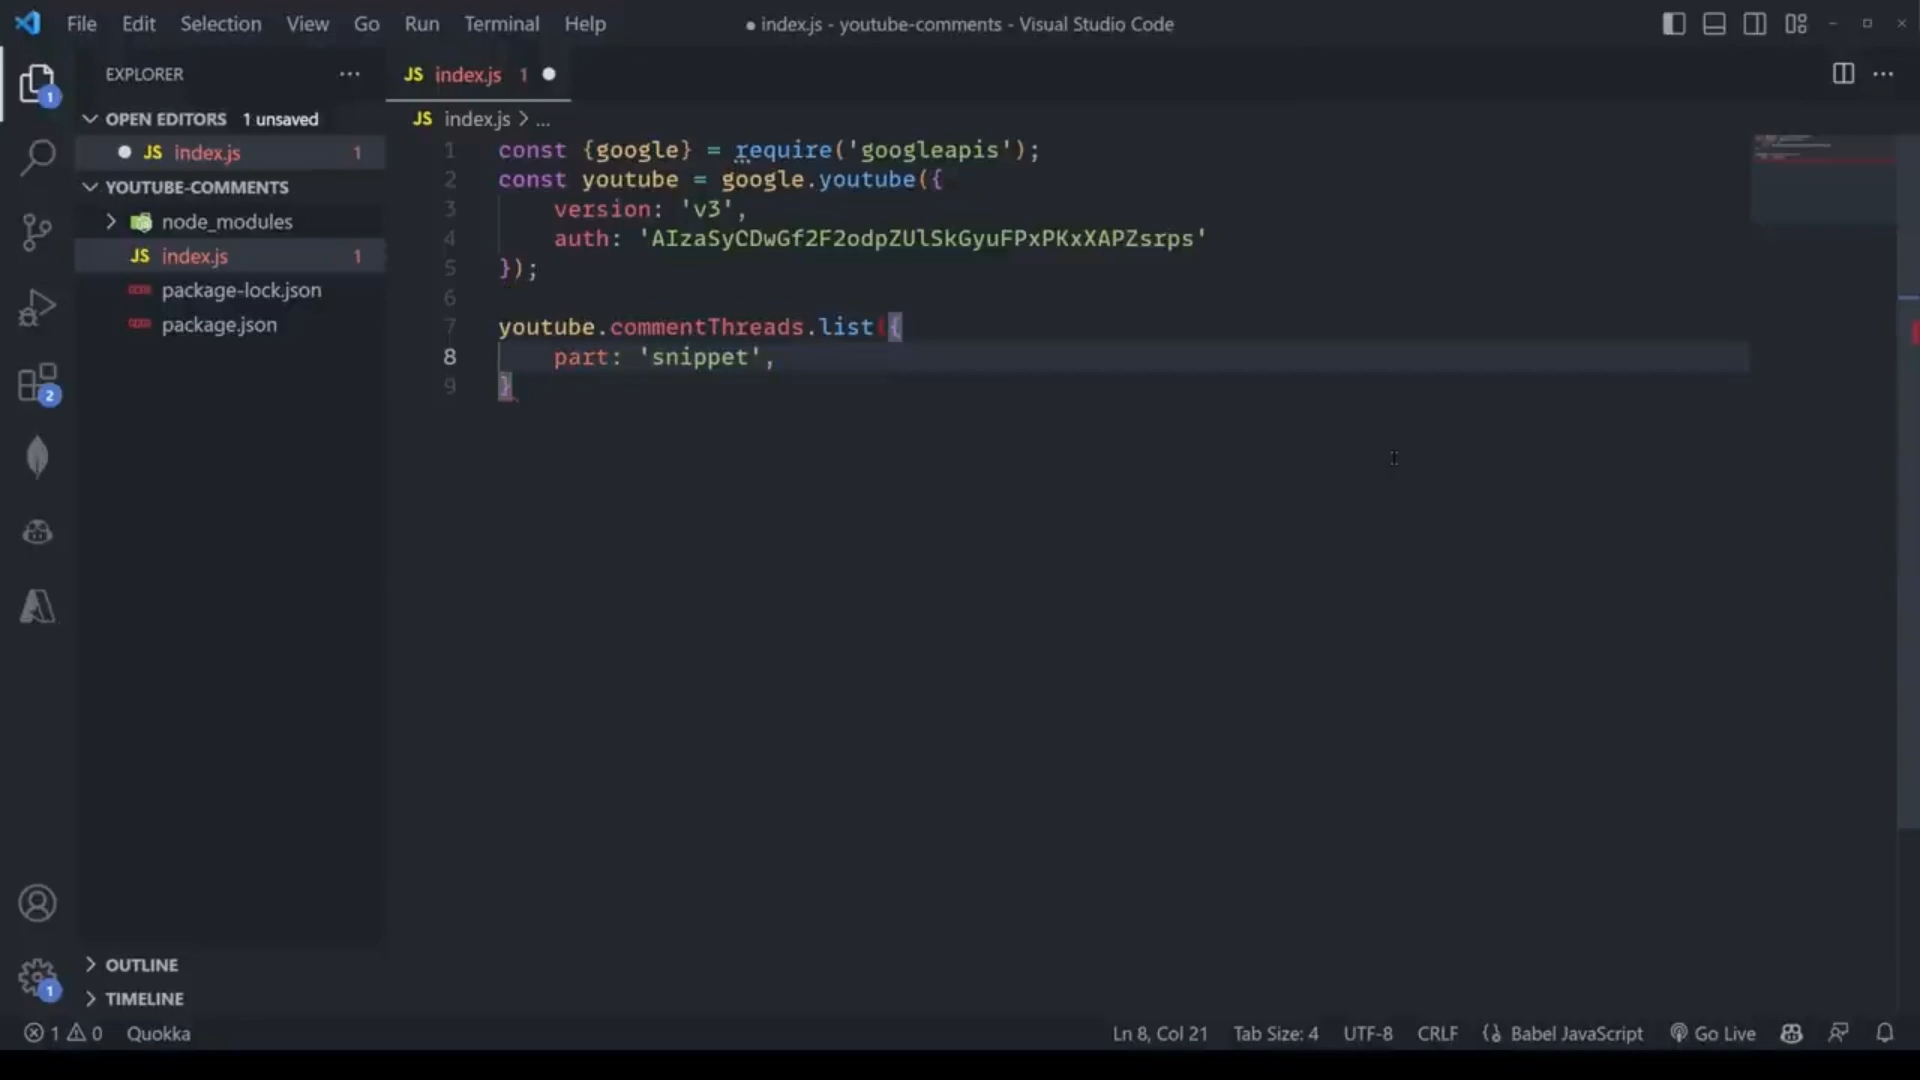 File Edit Selection View Go Run Terminal Help
● index.js - youtube-comments - Visual Studio Code
EXPLORER ...
JS index.js 1
OPEN EDITORS 1 unsaved
JS index.js > ...
JS index.js 1
YOUTUBE-COMMENTS
node_modules
JS index.js 1
package-lock.json
package.json
1 const {google} = require('googleapis');
2 const youtube = google.youtube({
3 version: 'v3',
4 auth: 'AIzaSyCDwGf2F2odpZUlSkGyuFPxPKxXAPZsrps'
5 });
6
7 youtube.commentThreads.list({
8 part: 'snippet',
9 }
1
2
1
OUTLINE
TIMELINE
1 0 Quokka
Ln 8, Col 21 Tab Size: 4 UTF-8 CRLF Babel JavaScript Go Live